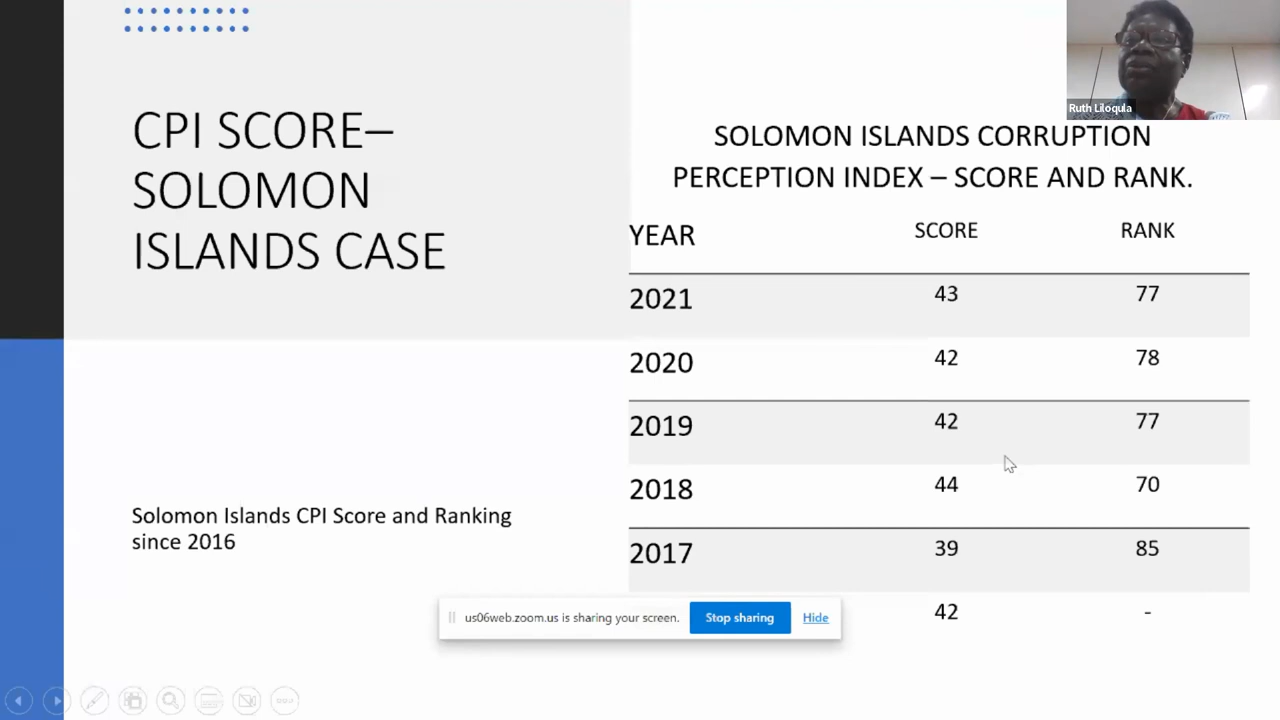 CPI SCORE–
SOLOMON
ISLANDS CASE
Solomon Islands CPI Score and Ranking
since 2016
Ruth Liloqula
SOLOMON ISLANDS CORRUPTION
PERCEPTION INDEX – SCORE AND RANK.
YEAR SCORE RANK
2021 43 77
2020 42 78
2019 42 77
2018 44 70
2017 39 85
42 -
us06web.zoom.us is sharing your screen. Stop sharing Hide